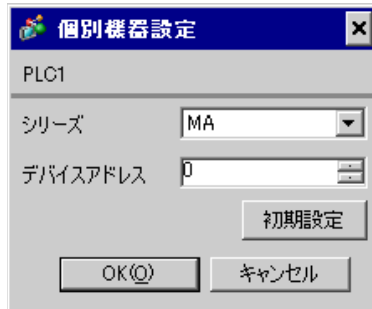 個別機器設定
PLC1
シリーズ MA
デバイスアドレス 0
初期設定
OK(O) キャンセル